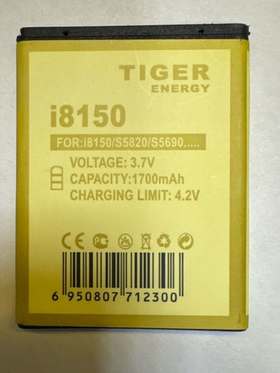 TIGER
ENERGY
i8150
FOR:i8150/S5820/S5690,.....
VOLTAGE: 3.7V
CAPACITY:1700mAh
CHARGING LIMIT: 4.2V
6 950807 712300